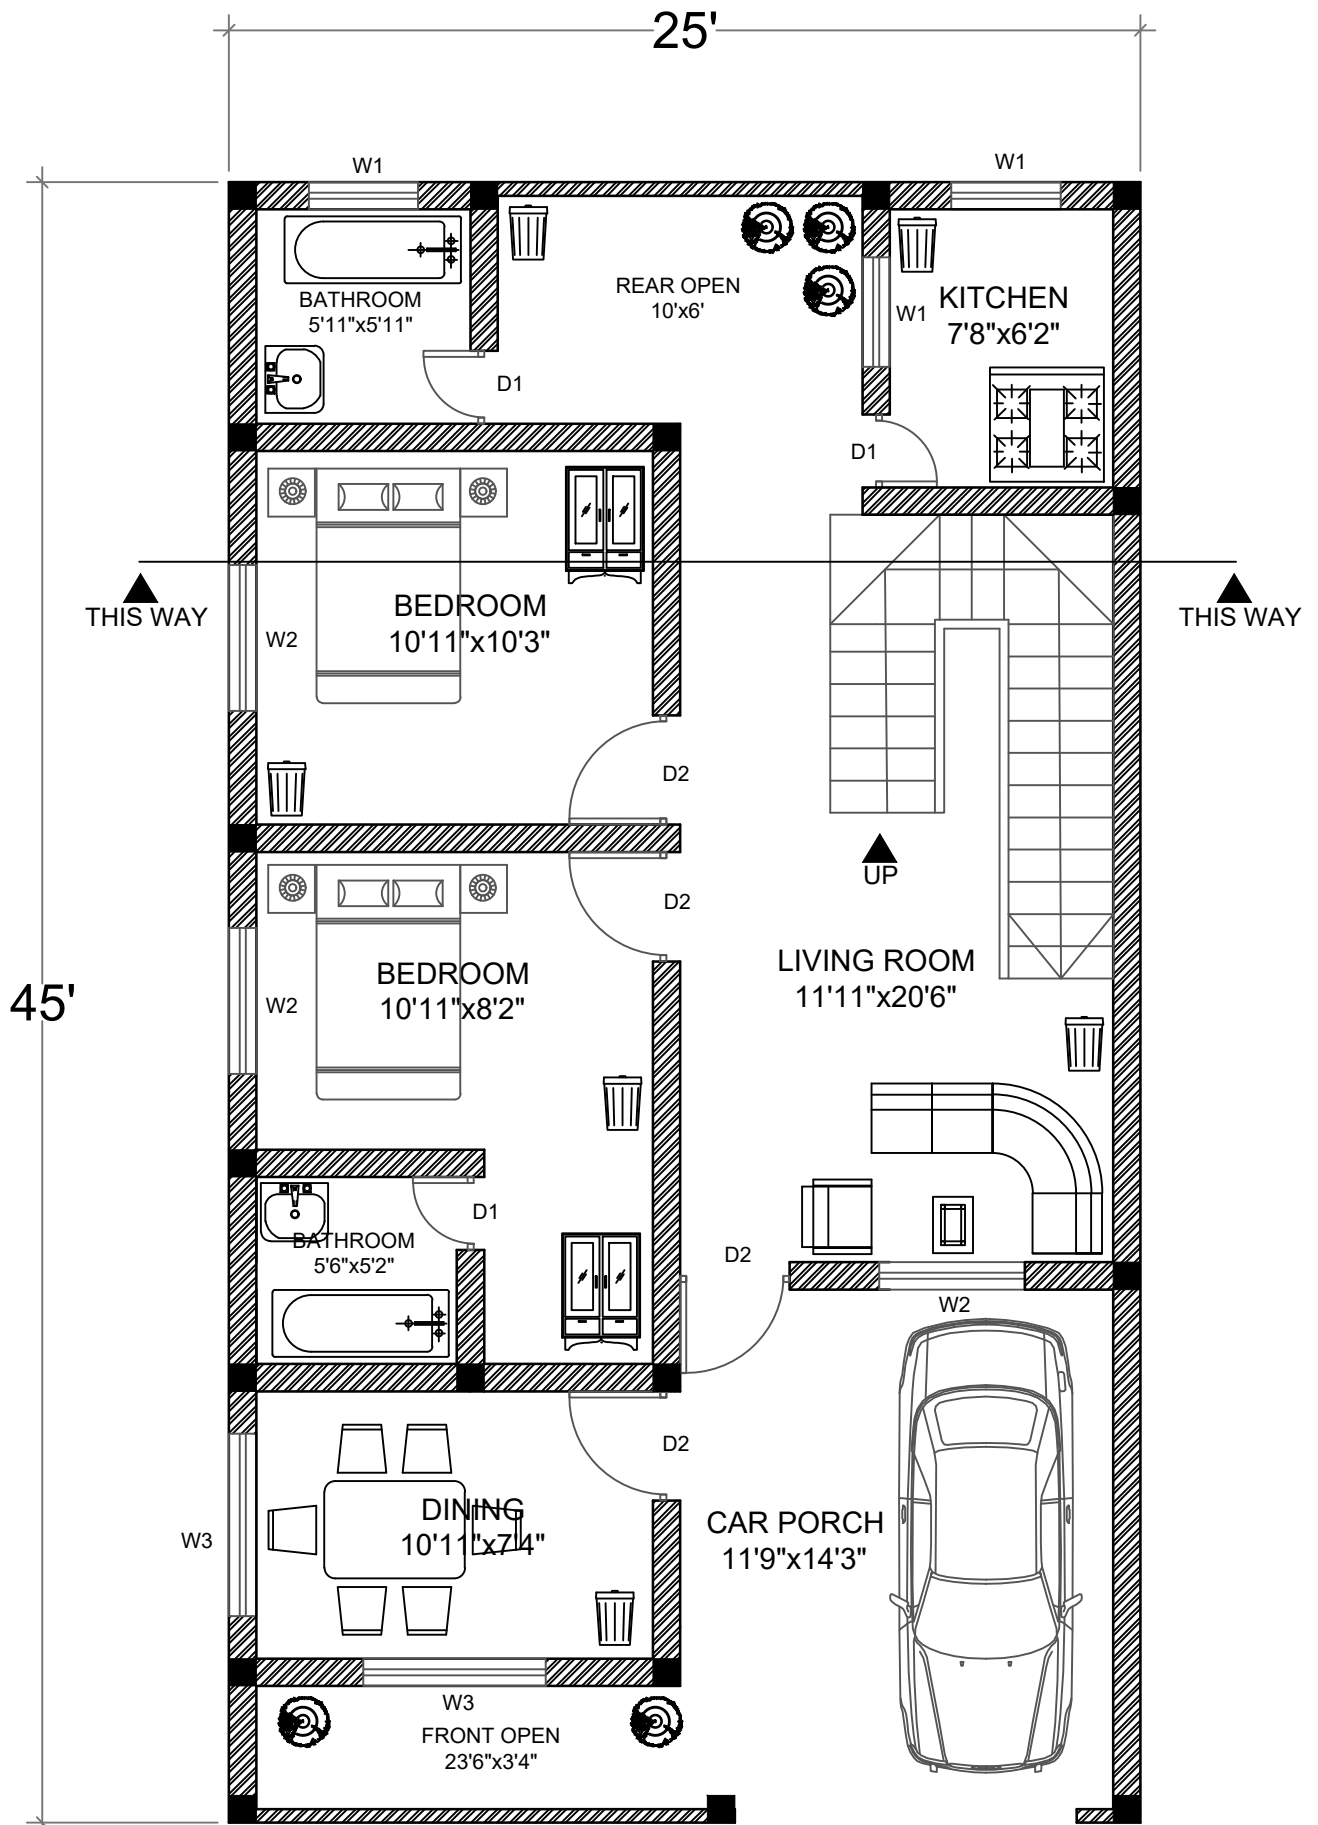 25'
W1
W1
REAR OPEN
10'x6'
BATHROOM
5'11"x5'11"
KITCHEN
7'8"x6'2"
W1
D1
D1
BEDROOM
10'11"x10'3"
THIS WAY
THIS WAY
W2
D2
UP
D2
BEDROOM
10'11"x8'2"
LIVING ROOM
11'11"x20'6"
45'
W2
D1
BATHROOM
5'6"x5'2"
D2
W2
D2
DINING
10'11"x7'4"
CAR PORCH
11'9"x14'3"
W3
W3
FRONT OPEN
23'6"x3'4"